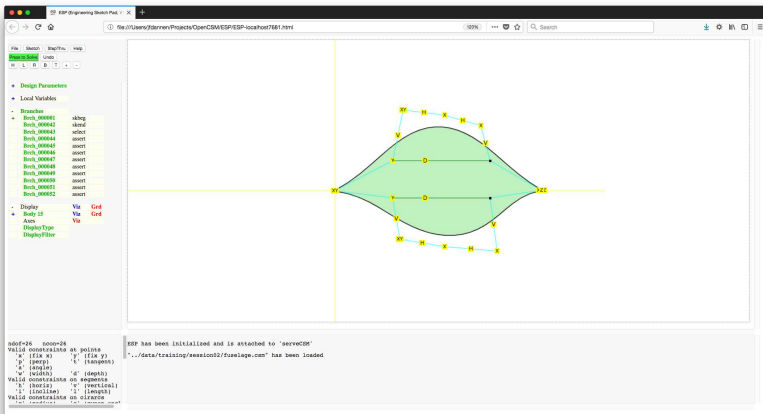 ESP (Engineering Sketch Pad, V
file:///Users/jfdannen/Projects/OpenCSM/ESP/ESP-localhost7681.html
120%
Search
File Sketch StepThru Help
Press to Solve Undo
H L R B T + -
+ Design Parameters
+ Local Variables
- Branches
+ Brch_000001 skbeg
Brch_000042 skend
Brch_000043 select
Brch_000044 assert
Brch_000045 assert
Brch_000046 assert
Brch_000047 assert
Brch_000048 assert
Brch_000049 assert
Brch_000050 assert
Brch_000051 assert
Brch_000052 assert
- Display Viz Grd
+ Body 15 Viz Grd
Axes Viz
DisplayType
DisplayFilter
XY H X H X
V V
Y D
XY
Y D
V V
XY H X H X
ndof=26 ncon=26
Valid constraints at points
'x' (fix x) 'y' (fix y)
'p' (perp) 't' (tangent)
'a' (angle)
'w' (width) 'd' (depth)
Valid constraints on segments
'h' (horiz) 'v' (vertical)
'i' (incline) 'l' (length)
Valid constraints on cirarcs
ESP has been initialized and is attached to 'serveCSM'
"../data/training/session02/fuselage.csm" has been loaded